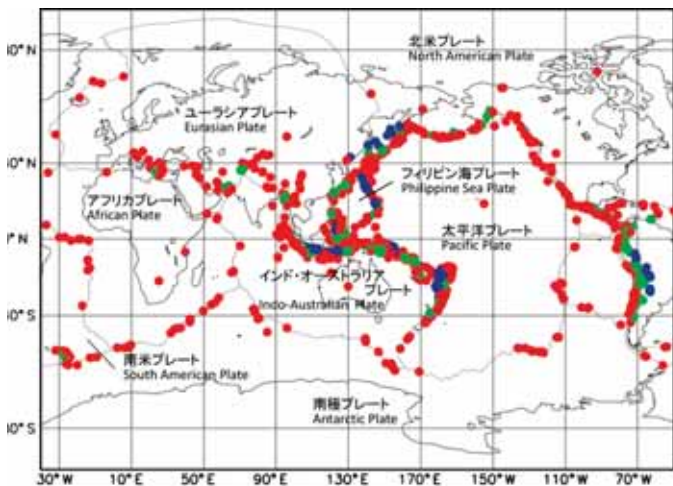 北米プレート
North American Plate
ユーラシアプレート
Eurasian Plate
フィリピン海プレート
Philippine Sea Plate
アフリカプレート
African Plate
太平洋プレート
Pacific Plate
インド・オーストラリア
プレート
Indo-Australian Plate
南米プレート
South American Plate
南極プレート
Antarctic Plate
30°W 10°E 50°E 90°E 130°E 170°E 150°W 110°W 70°W